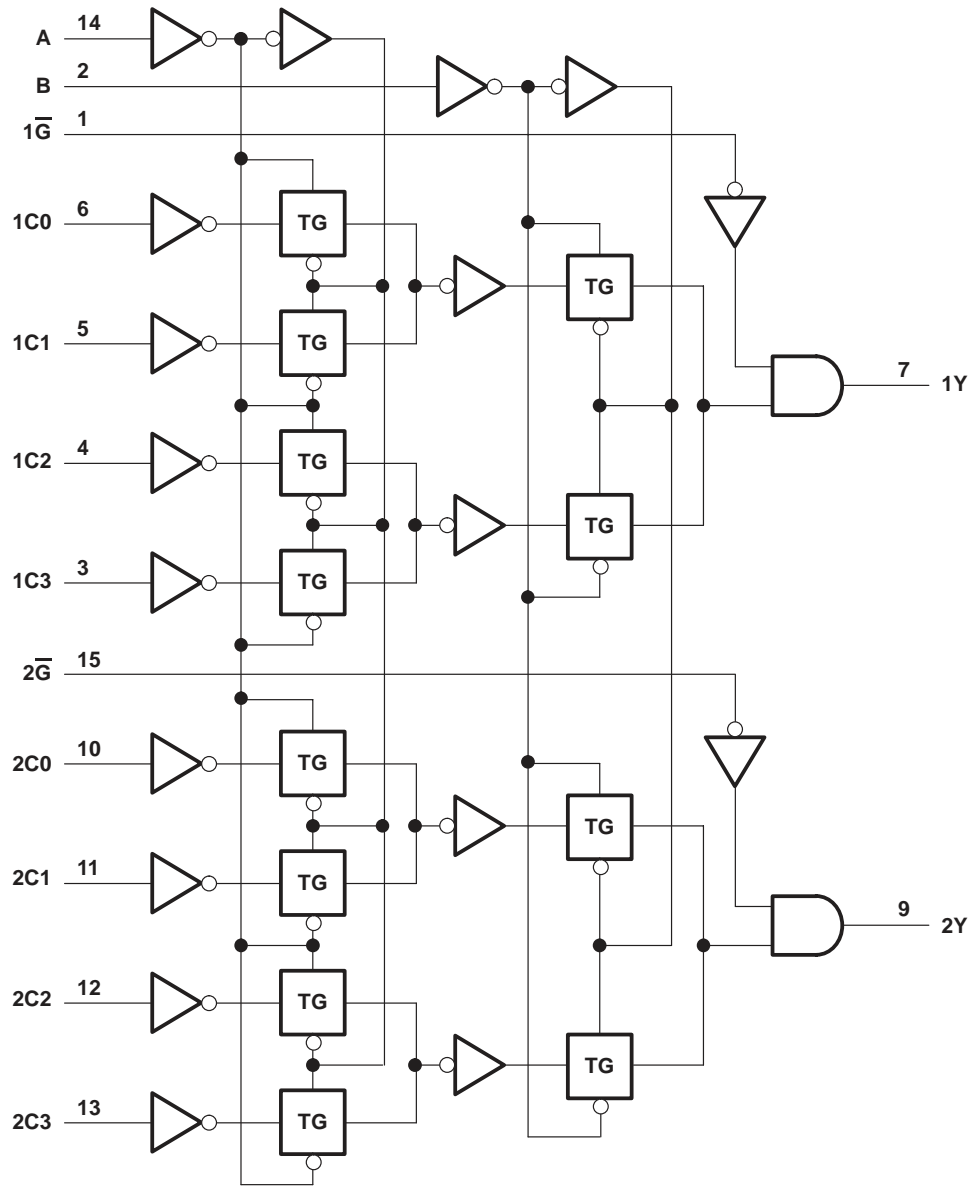 A 14
B 2
1G̅ 1
1C0 6 TG
TG
1C1 5 TG
7 1Y
1C2 4 TG
TG
1C3 3 TG
2G̅ 15
2C0 10 TG
TG
2C1 11 TG
9 2Y
2C2 12 TG
TG
2C3 13 TG